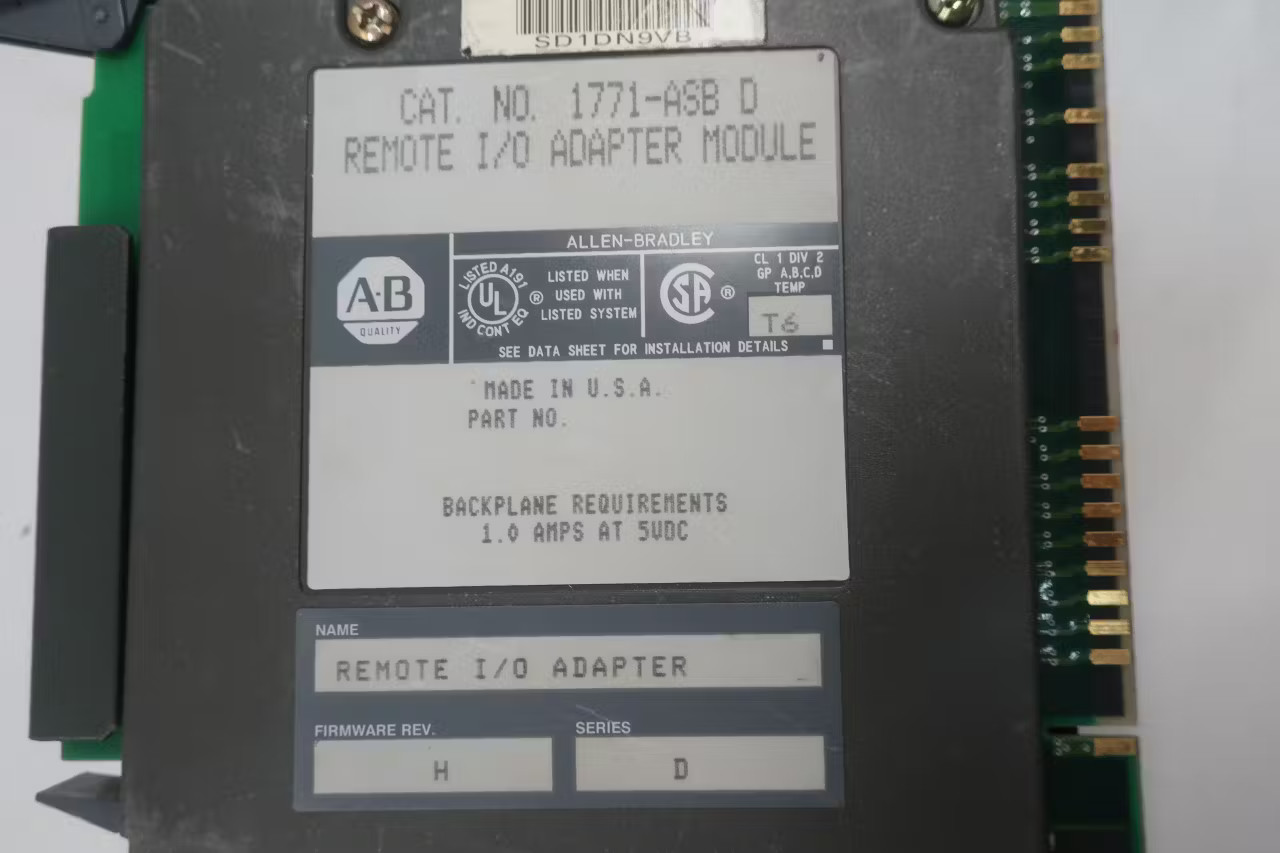 SD1DN9VB
CAT. NO. 1771-ASB D
REMOTE I/O ADAPTER MODULE
ALLEN-BRADLEY
A·B
QUALITY
LISTED A191
UL
IND CONT EQ
®
LISTED WHEN
USED WITH
LISTED SYSTEM
SA
®
CL 1 DIV 2
GP A,B,C,D
TEMP
T6
SEE DATA SHEET FOR INSTALLATION DETAILS
MADE IN U.S.A.
PART NO.
BACKPLANE REQUIREMENTS
1.0 AMPS AT 5VDC
NAME
REMOTE I/O ADAPTER
FIRMWARE REV.
SERIES
H
D